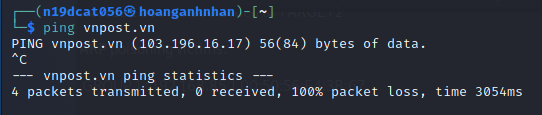 ┌──(n19dcat056㉿hoanganhnhan)-[~]
└─$ ping vnpost.vn
PING vnpost.vn (103.196.16.17) 56(84) bytes of data.
^C
--- vnpost.vn ping statistics ---
4 packets transmitted, 0 received, 100% packet loss, time 3054ms